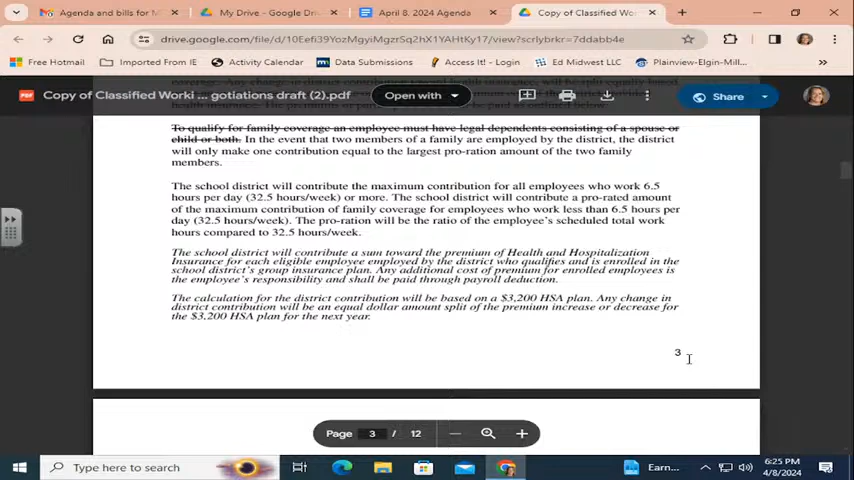 Agenda and bills for M
My Drive - Google Dri
April 8, 2024 Agenda
Copy of Classified Wo
drive.google.com/file/d/10Eefi39YozMgyiMgzrSq2hX1YAHtKy17/view?scrlybrkr=7ddabb4e
Hot Footmail
Imported From IE
Activity Calendar
Data Submissions
Access It! - Login
Ed Midwest LLC
Plainview-Elgin-Mill...
Copy of Classified Worki ... gotiations draft (2).pdf
Open with
Share
To qualify for family coverage an employee must have legal dependents consisting of a spouse or
child or both. In the event that two members of a family are employed by the district, the district
will only make one contribution equal to the largest pro-ration amount of the two family
members.
The school district will contribute the maximum contribution for all employees who work 6.5
hours per day (32.5 hours/week) or more. The school district will contribute a pro-rated amount
of the maximum contribution of family coverage for employees who work less than 6.5 hours per
day (32.5 hours/week). The pro-ration will be the ratio of the employee's scheduled total work
hours compared to 32.5 hours/week.
The school district will contribute a sum toward the premium of Health and Hospitalization
Insurance for each eligible employee employed by the district who qualifies and is enrolled in the
school district's group insurance plan. Any additional cost of premium for enrolled employees is
the employee's responsibility and shall be paid through payroll deduction.
The calculation for the district contribution will be based on a $3,200 HSA plan. Any change in
district contribution will be an equal dollar amount split of the premium increase or decrease for
the $3,200 HSA plan for the next year.
3
Page 3 / 12
Type here to search
Earn...
6:25 PM
4/8/2024